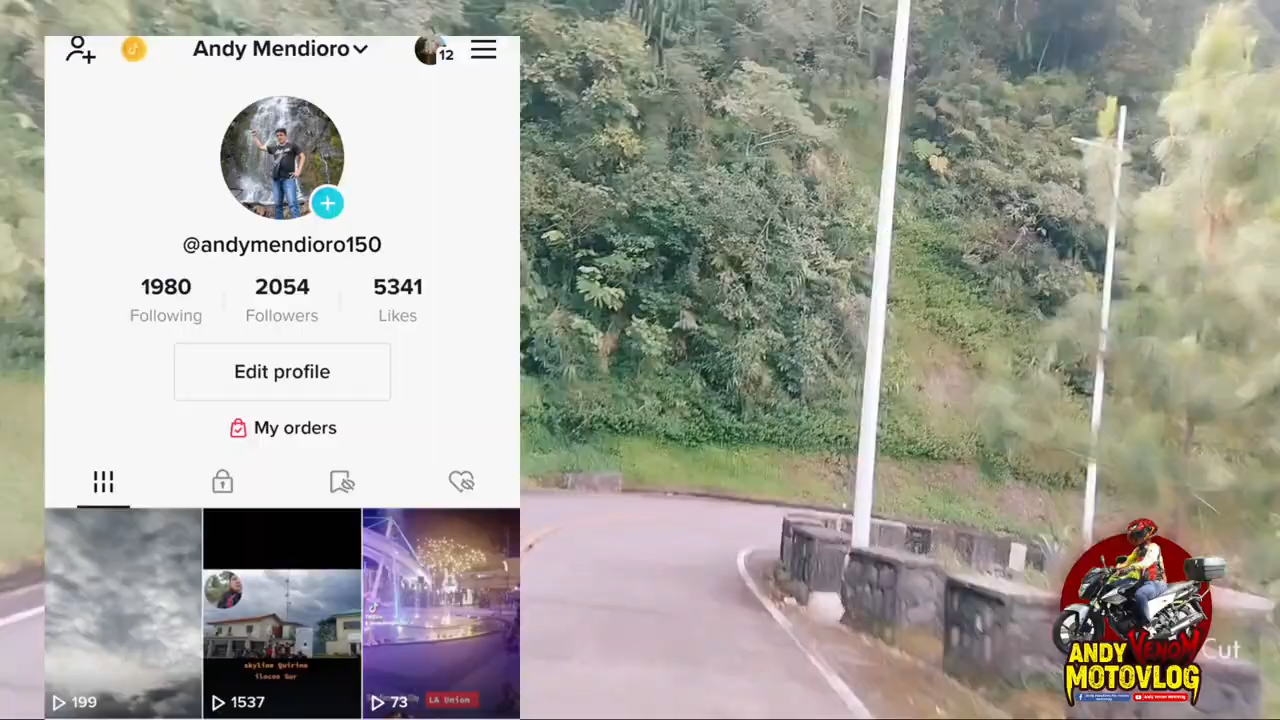 Andy Mendioro
12
@andymendioro150
1980
Following
2054
Followers
5341
Likes
Edit profile
My orders
199
skyline Quirino
ilocos Sur
1537
73
LA Union
Cut
ANDY VENON
MOTOVLOG